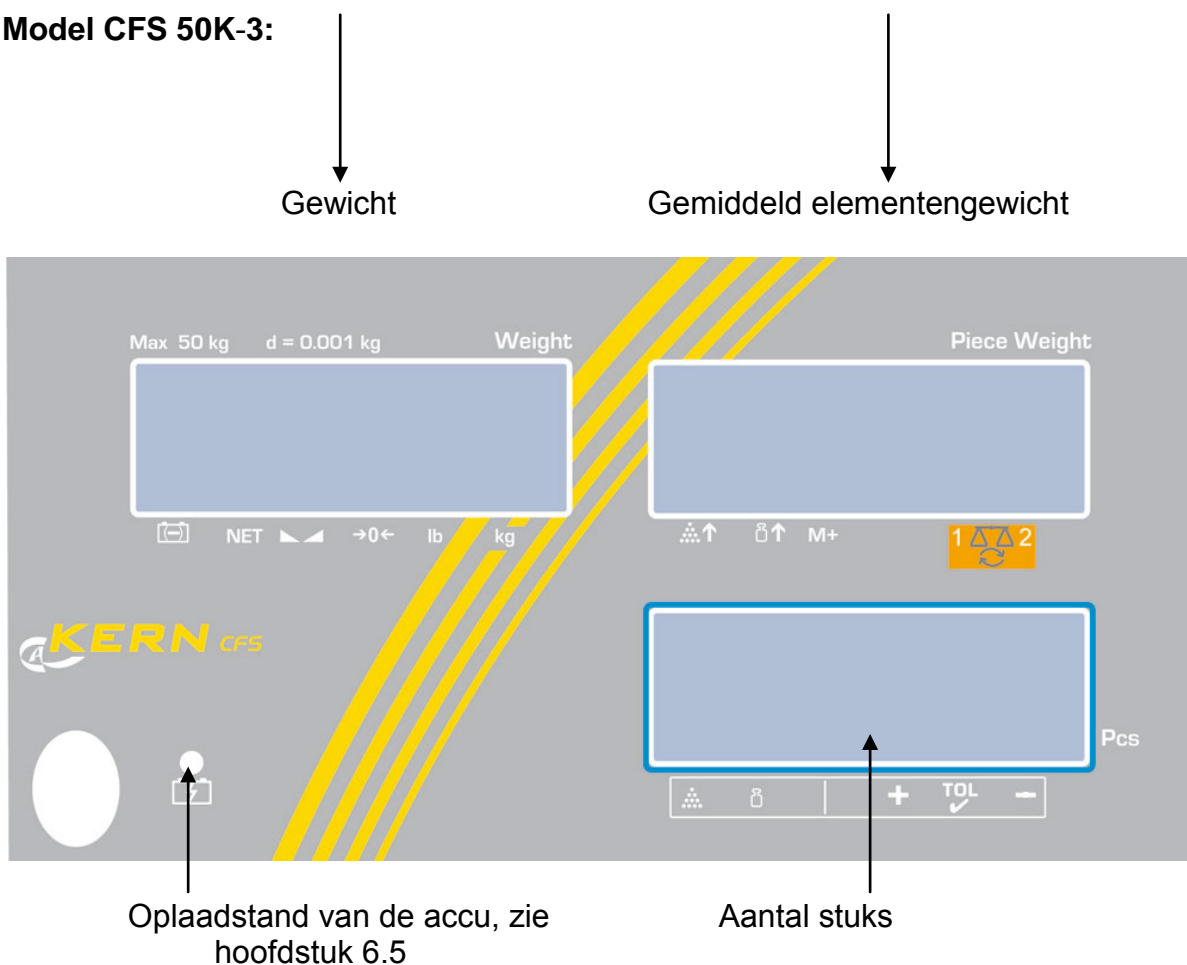 Model CFS 50K-3:
Gewicht
Gemiddeld elementengewicht
Max 50 kg d = 0.001 kg Weight
Piece Weight
NET →0← lb kg
M+
1 2
KERN CFS
Pcs
+ TOL -
Oplaadstand van de accu, zie
hoofdstuk 6.5
Aantal stuks